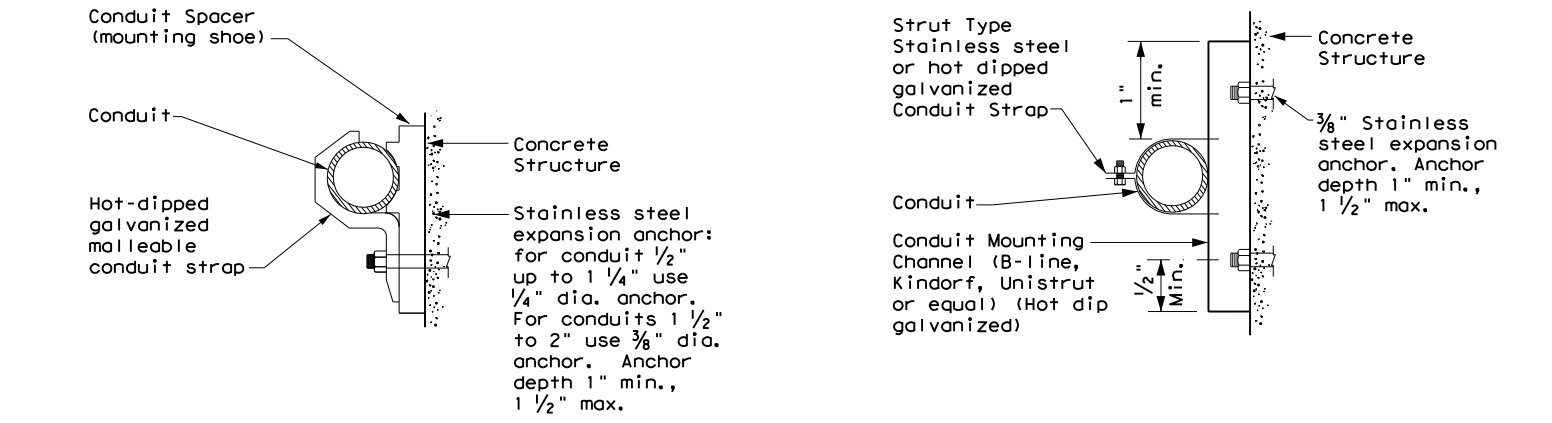 Conduit Spacer
(mounting shoe)
Conduit
Hot-dipped
galvanized
malleable
conduit strap
Concrete
Structure
Stainless steel
expansion anchor:
for conduit 1/2"
up to 1 1/4" use
1/4" dia. anchor.
For conduits 1 1/2"
to 2" use 3/8" dia.
anchor. Anchor
depth 1" min.,
1 1/2" max.
Strut Type
Stainless steel
or hot dipped
galvanized
Conduit Strap
1"
min.
Conduit
Conduit Mounting
Channel (B-line,
Kindorf, Unistrut
or equal) (Hot dip
galvanized)
1/2"
Min.
Concrete
Structure
3/8" Stainless
steel expansion
anchor. Anchor
depth 1" min.,
1 1/2" max.